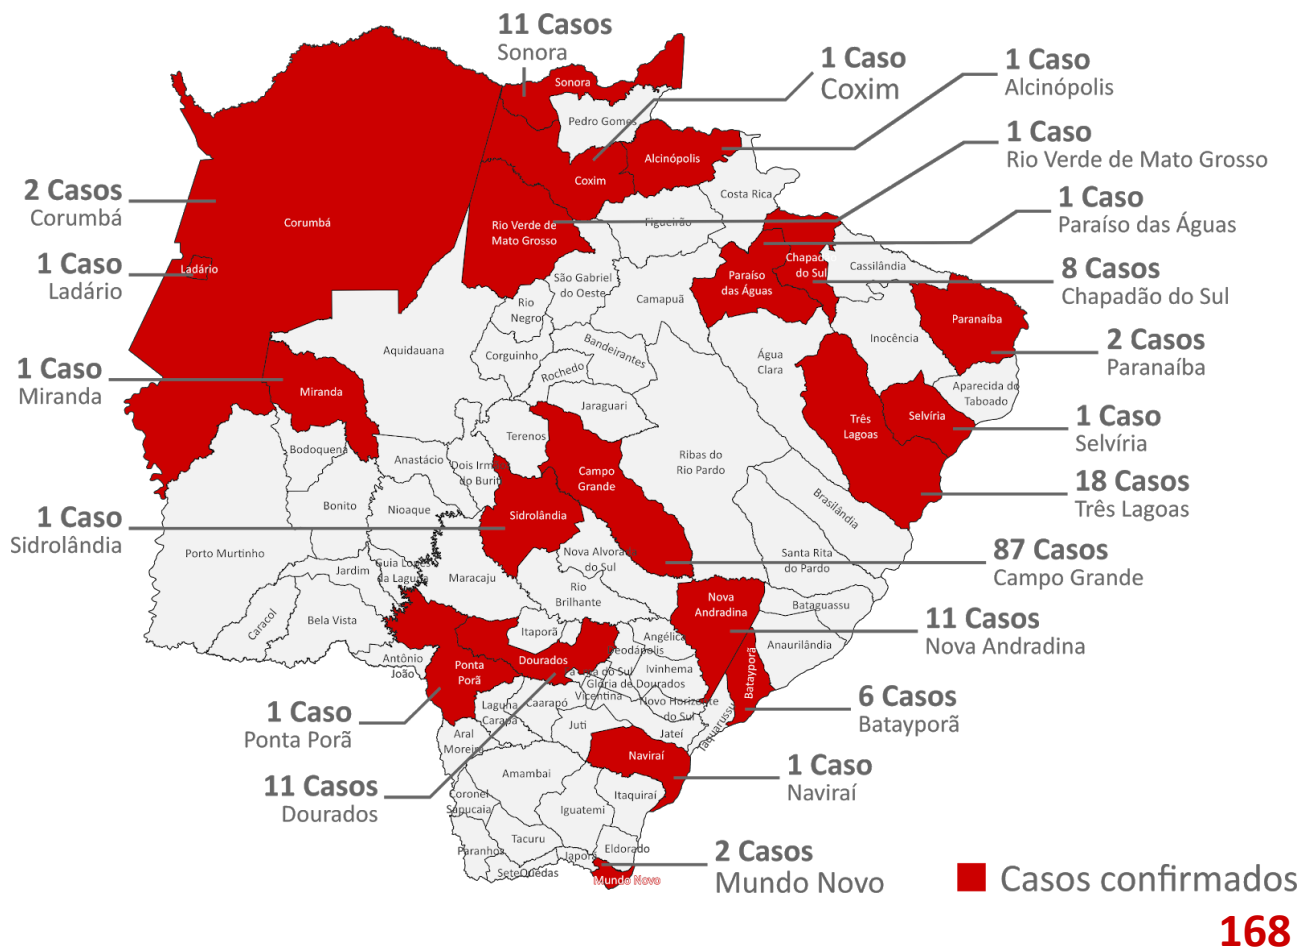 11 Casos
Sonora
1 Caso
Coxim
1 Caso
Alcinópolis
1 Caso
Rio Verde de Mato Grosso
1 Caso
Paraíso das Águas
8 Casos
Chapadão do Sul
2 Casos
Paranaíba
1 Caso
Selvíria
18 Casos
Três Lagoas
87 Casos
Campo Grande
11 Casos
Nova Andradina
6 Casos
Batayporã
1 Caso
Naviraí
2 Casos
Mundo Novo
2 Casos
Corumbá
1 Caso
Ladário
1 Caso
Miranda
1 Caso
Sidrolândia
1 Caso
Ponta Porã
11 Casos
Dourados
Sonora
Pedro Gomes
Alcinópolis
Coxim
Costa Rica
Corumbá
Rio Verde de
Mato Grosso
Figueirão
Ladário
Chapad
do Sul
Cassilândia
Paraíso
das Águas
São Gabriel
do Oeste
Camapuã
Rio
Negro
Paranaíba
Inocência
Aquidauana
Corguinho
Bandeirantes
Água
Clara
Rochedo
Aparecida do
Taboado
Miranda
Jaraguari
Três
Lagoas
Selvíria
Terenos
Bodoquena
Anastácio
Dois Irm
do Burit
Campo
Grande
Ribas do
Rio Pardo
Brasilândia
Bonito
Nioaque
Sidrolândia
Porto Murtinho
Nova Alvorad
do Sul
Santa Rita
do Pardo
Jardim
Guia Lopes
da Laguna
Maracaju
Rio
Brilhante
Nova
Andradina
Bataguassu
Caracol
Bela Vista
Itaporã
Angélica
Deodápolis
Anaurilândia
Antônio
João
Ponta
Porã
Dourados
do Sul
Ivinhema
Glória de Dourados
Batayporã
Vicentina
Novo Horizonte
do Sul
Laguna
Carapã
Caarapó
Juti
Jateí
Taquarussu
Aral
Moreira
Naviraí
Amambai
Itaquiraí
Coronel
Sapucaia
Iguatemi
Tacuru
Paranhos
Japorã
Eldorado
SeteQuedas
Mundo Novo
Casos confirmados
168